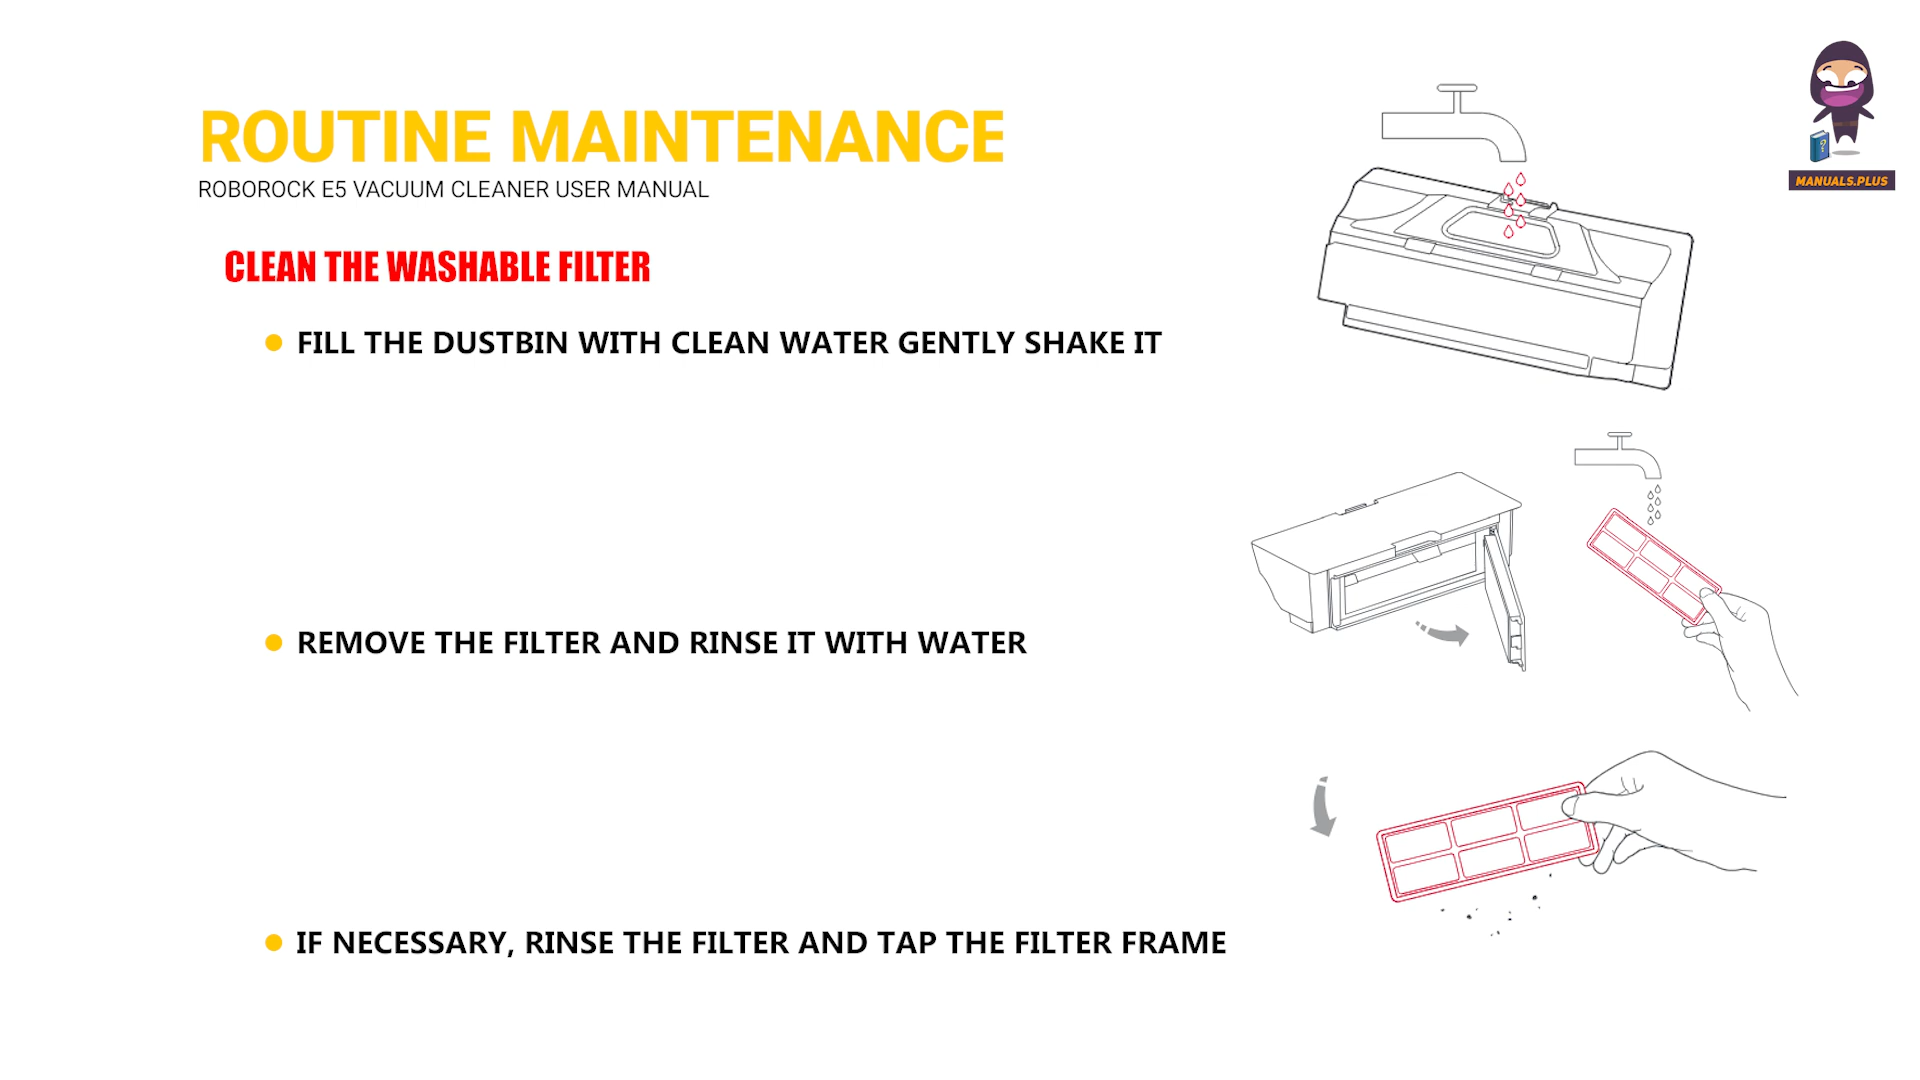 ROUTINE MAINTENANCE
ROBOROCK E5 VACUUM CLEANER USER MANUAL
MANUALS.PLUS
CLEAN THE WASHABLE FILTER
FILL THE DUSTBIN WITH CLEAN WATER GENTLY SHAKE IT
REMOVE THE FILTER AND RINSE IT WITH WATER
IF NECESSARY, RINSE THE FILTER AND TAP THE FILTER FRAME